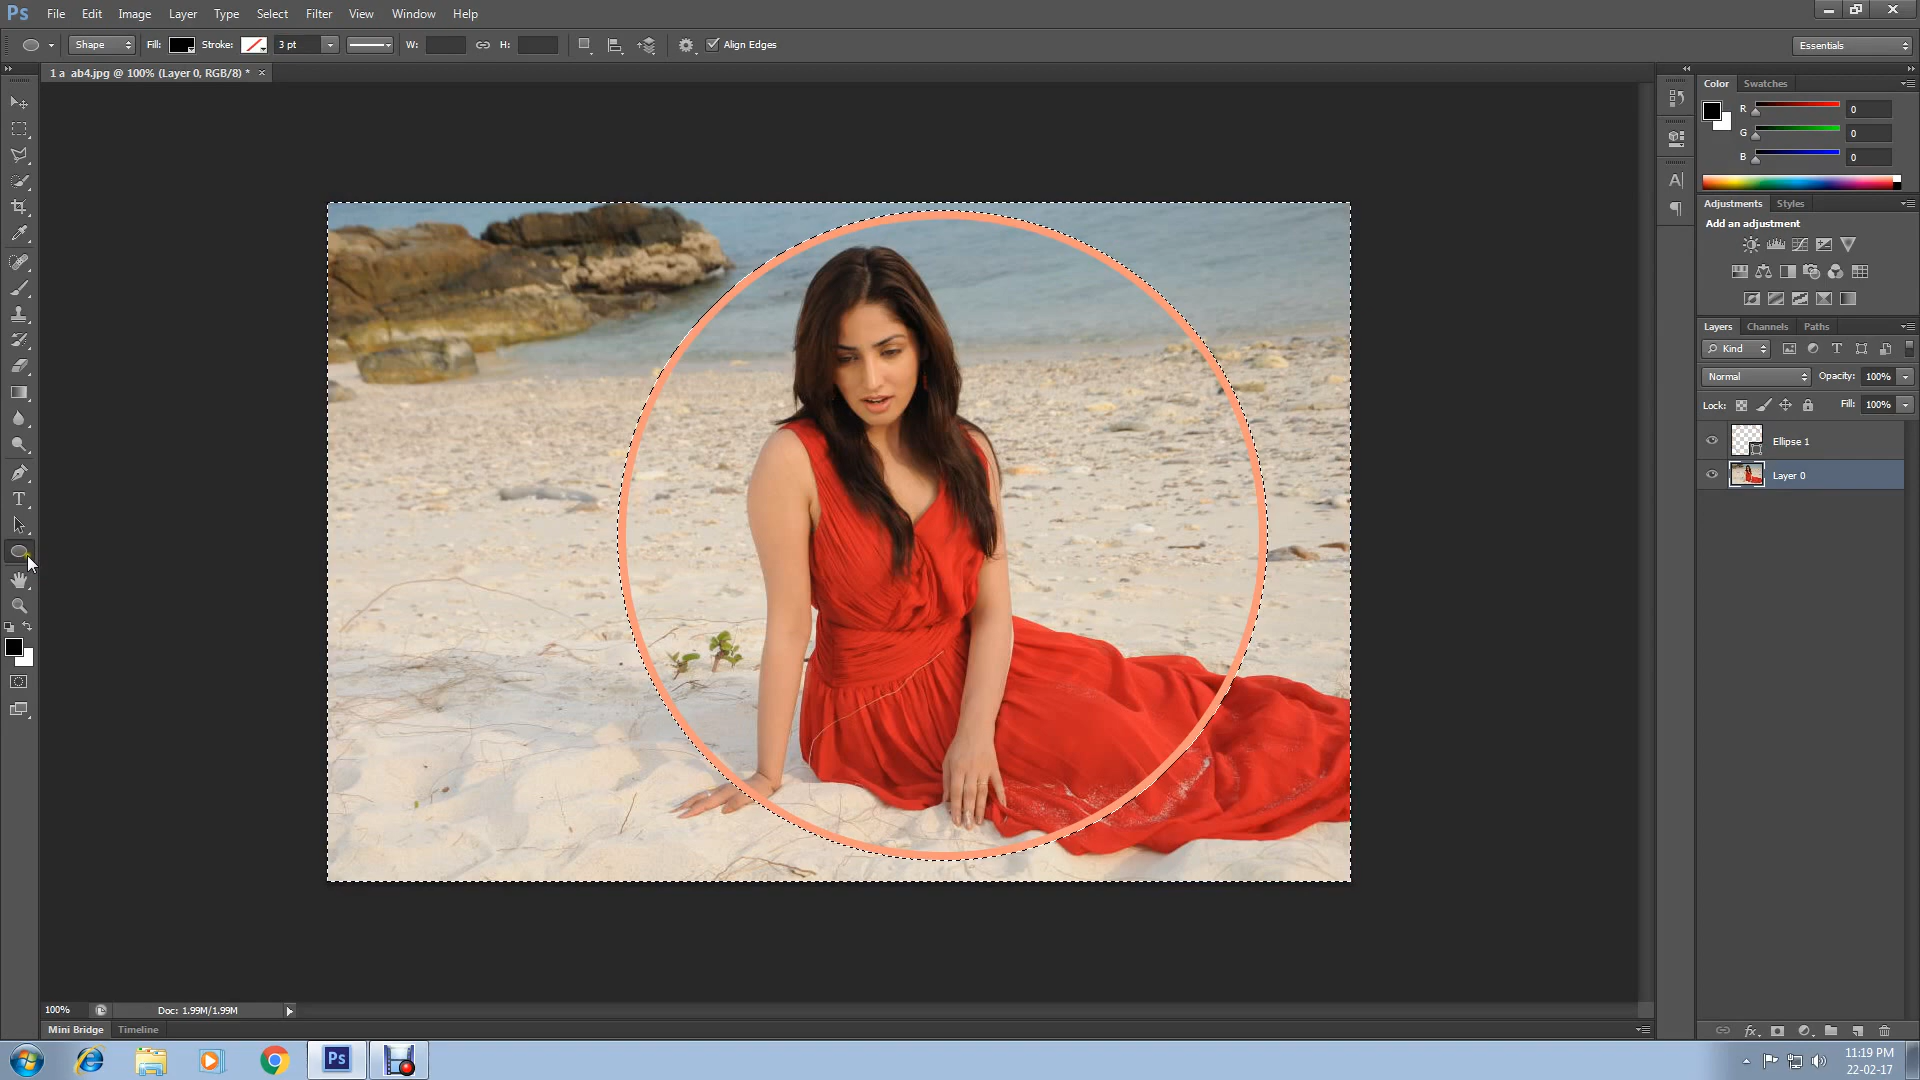 Ps File Edit Image Layer Type Select Filter View Window Help
Shape Fill: Stroke: 3 pt W: H: Align Edges Essentials
1 a ab4.jpg @ 100% (Layer 0, RGB/8) * ×
Color Swatches
R 0
G 0
B 0
Adjustments Styles
Add an adjustment
Layers Channels Paths
Kind
Normal Opacity: 100%
Lock: Fill: 100%
Ellipse 1
Layer 0
100% Doc: 1.99M/1.99M
Mini Bridge Timeline
Ps
11:19 PM
22-02-17